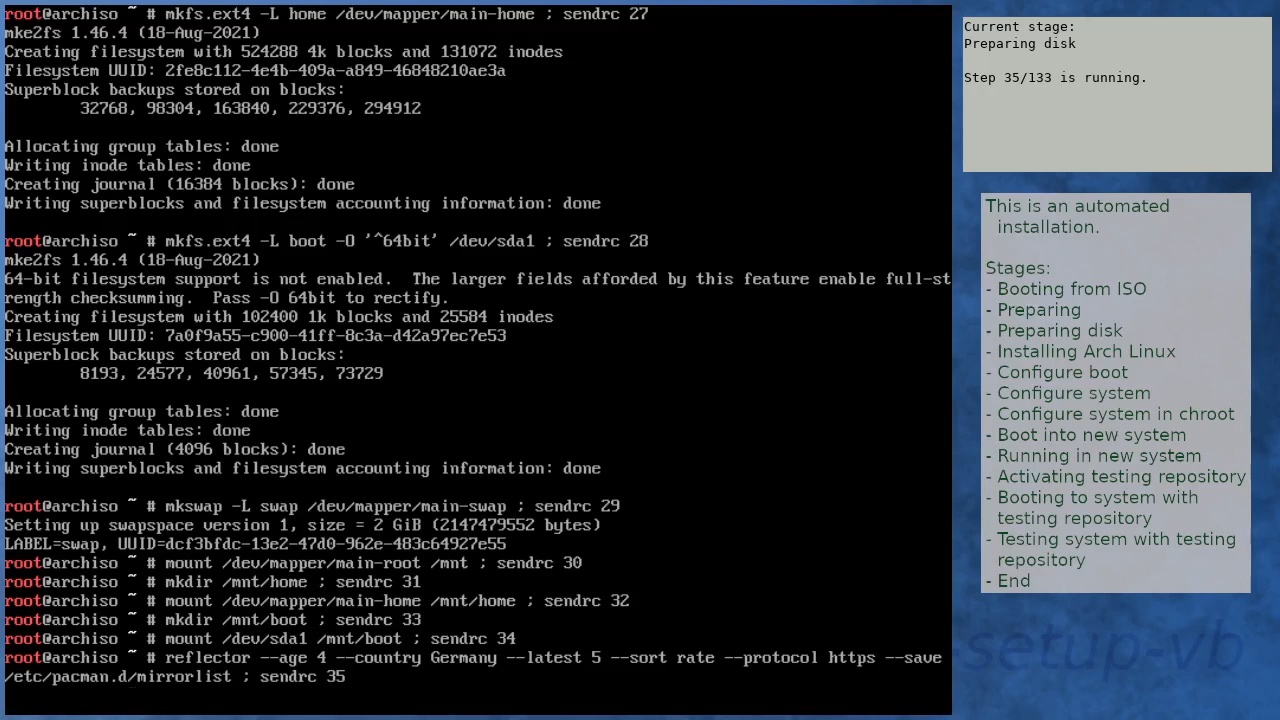 root@archiso ~ # mkfs.ext4 -L home /dev/mapper/main-home ; sendrc 27
mke2fs 1.46.4 (18-Aug-2021)
Creating filesystem with 524288 4k blocks and 131072 inodes
Filesystem UUID: 2fe8c112-4e4b-409a-a849-46848210ae3a
Superblock backups stored on blocks:
        32768, 98304, 163840, 229376, 294912

Allocating group tables: done
Writing inode tables: done
Creating journal (16384 blocks): done
Writing superblocks and filesystem accounting information: done

root@archiso ~ # mkfs.ext4 -L boot -O '^64bit' /dev/sda1 ; sendrc 28
mke2fs 1.46.4 (18-Aug-2021)
64-bit filesystem support is not enabled.  The larger fields afforded by this feature enable full-st
rength checksumming.  Pass -O 64bit to rectify.
Creating filesystem with 102400 1k blocks and 25584 inodes
Filesystem UUID: 7a0f9a55-c900-41ff-8c3a-d42a97ec7e53
Superblock backups stored on blocks:
        8193, 24577, 40961, 57345, 73729

Allocating group tables: done
Writing inode tables: done
Creating journal (4096 blocks): done
Writing superblocks and filesystem accounting information: done

root@archiso ~ # mkswap -L swap /dev/mapper/main-swap ; sendrc 29
Setting up swapspace version 1, size = 2 GiB (2147479552 bytes)
LABEL=swap, UUID=dcf3bfdc-13e2-47d0-962e-483c64927e55
root@archiso ~ # mount /dev/mapper/main-root /mnt ; sendrc 30
root@archiso ~ # mkdir /mnt/home ; sendrc 31
root@archiso ~ # mount /dev/mapper/main-home /mnt/home ; sendrc 32
root@archiso ~ # mkdir /mnt/boot ; sendrc 33
root@archiso ~ # mount /dev/sda1 /mnt/boot ; sendrc 34
root@archiso ~ # reflector --age 4 --country Germany --latest 5 --sort rate --protocol https --save
/etc/pacman.d/mirrorlist ; sendrc 35
Current stage:
Preparing disk

Step 35/133 is running.
This is an automated
installation.

Stages:
- Booting from ISO
- Preparing
- Preparing disk
- Installing Arch Linux
- Configure boot
- Configure system
- Configure system in chroot
- Boot into new system
- Running in new system
- Activating testing repository
- Booting to system with
testing repository
- Testing system with testing
repository
- End
-setup-vb